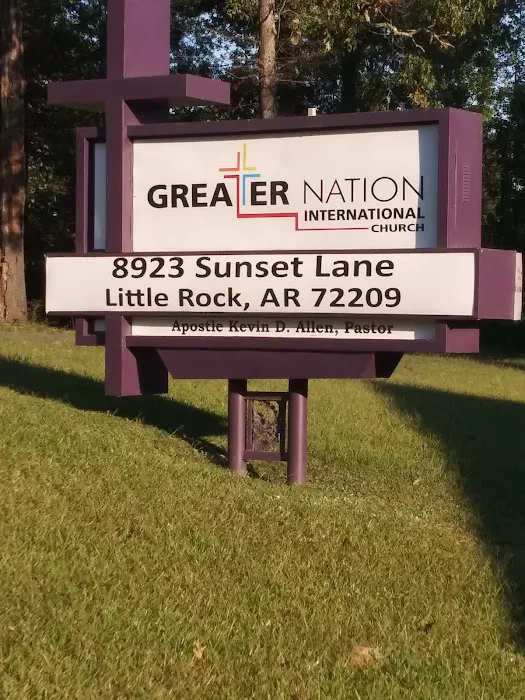 GREATER NATION
INTERNATIONAL
CHURCH
8923 Sunset Lane
Little Rock, AR 72209
Apostle Kevin D. Allen, Pastor